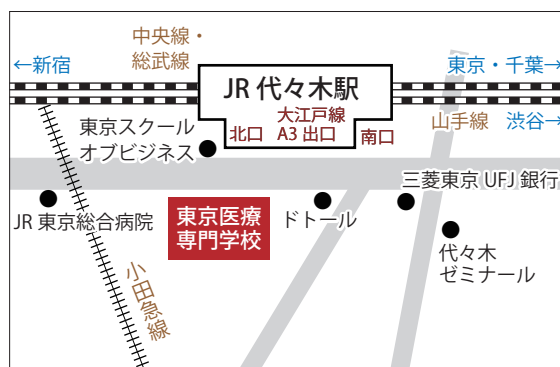 中央線・
総武線
←新宿
JR 代々木駅
東京・千葉→
大江戸線
北口
A3 出口
南口
山手線
渋谷→
東京スクール
オブビジネス
三菱東京 UFJ 銀行
JR 東京総合病院
東京医療
専門学校
ドトール
代々木
ゼミナール
小田急線